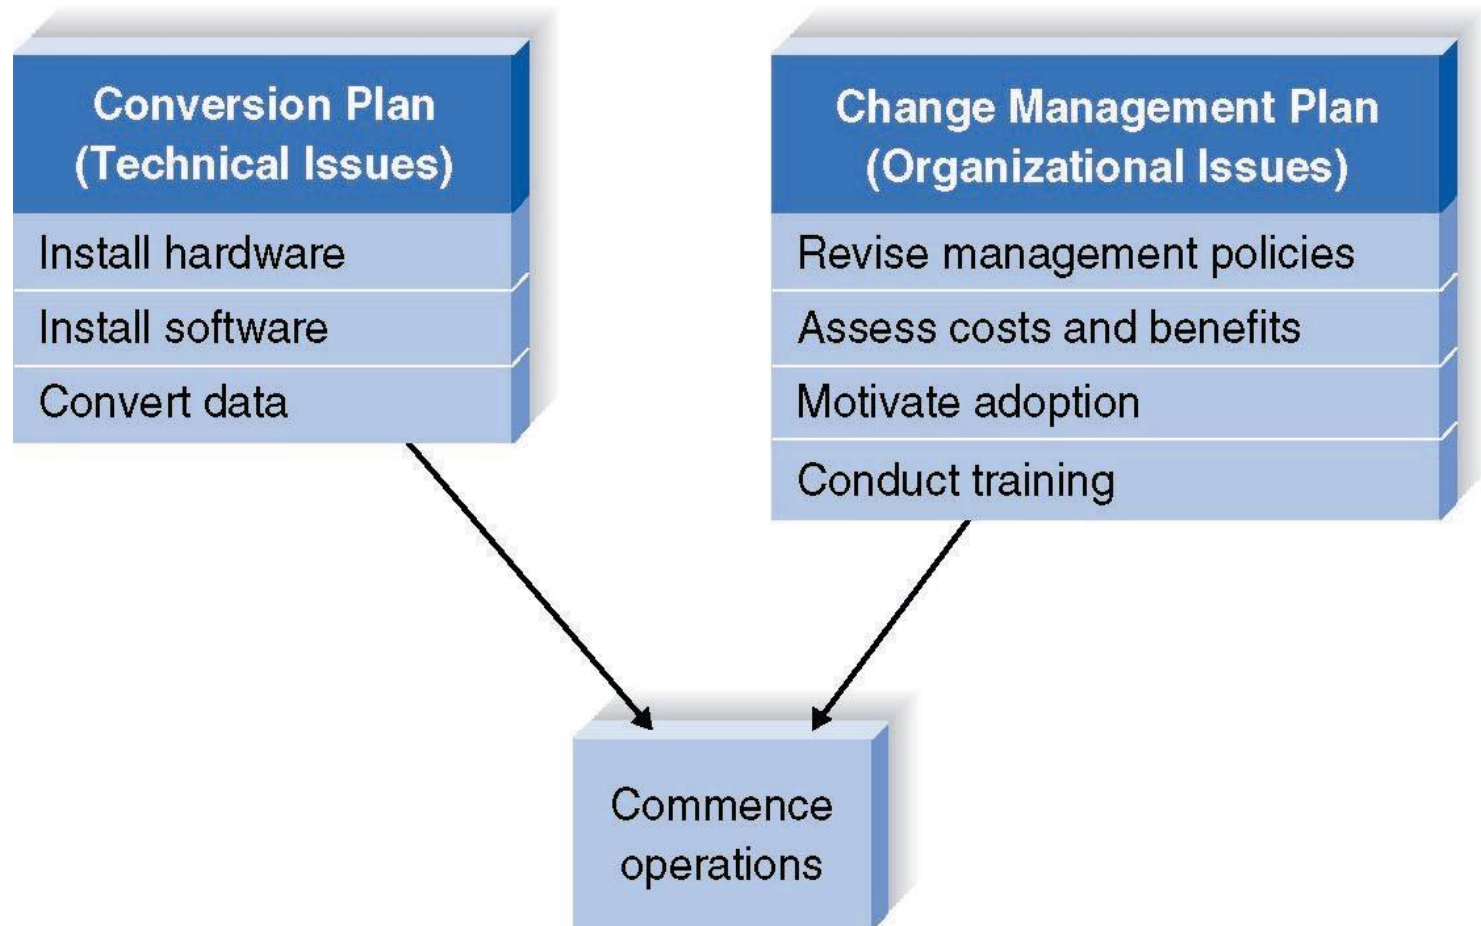 Conversion Plan
(Technical Issues)
Install hardware
Install software
Convert data
Change Management Plan
(Organizational Issues)
Revise management policies
Assess costs and benefits
Motivate adoption
Conduct training
Commence
operations